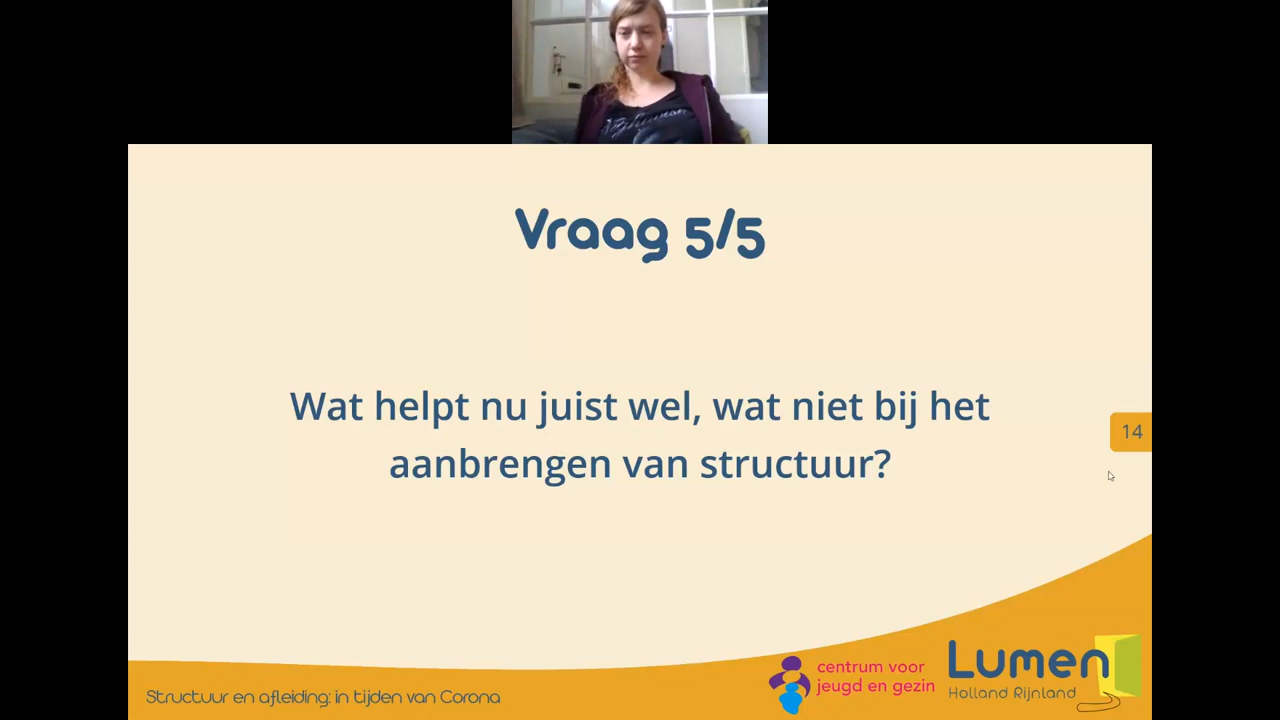 Vraag 5/5
Wat helpt nu juist wel, wat niet bij het
aanbrengen van structuur?
14
Structuur en afleiding: in tijden van Corona
centrum voor
jeugd en gezin
Lumen
Holland Rijnland